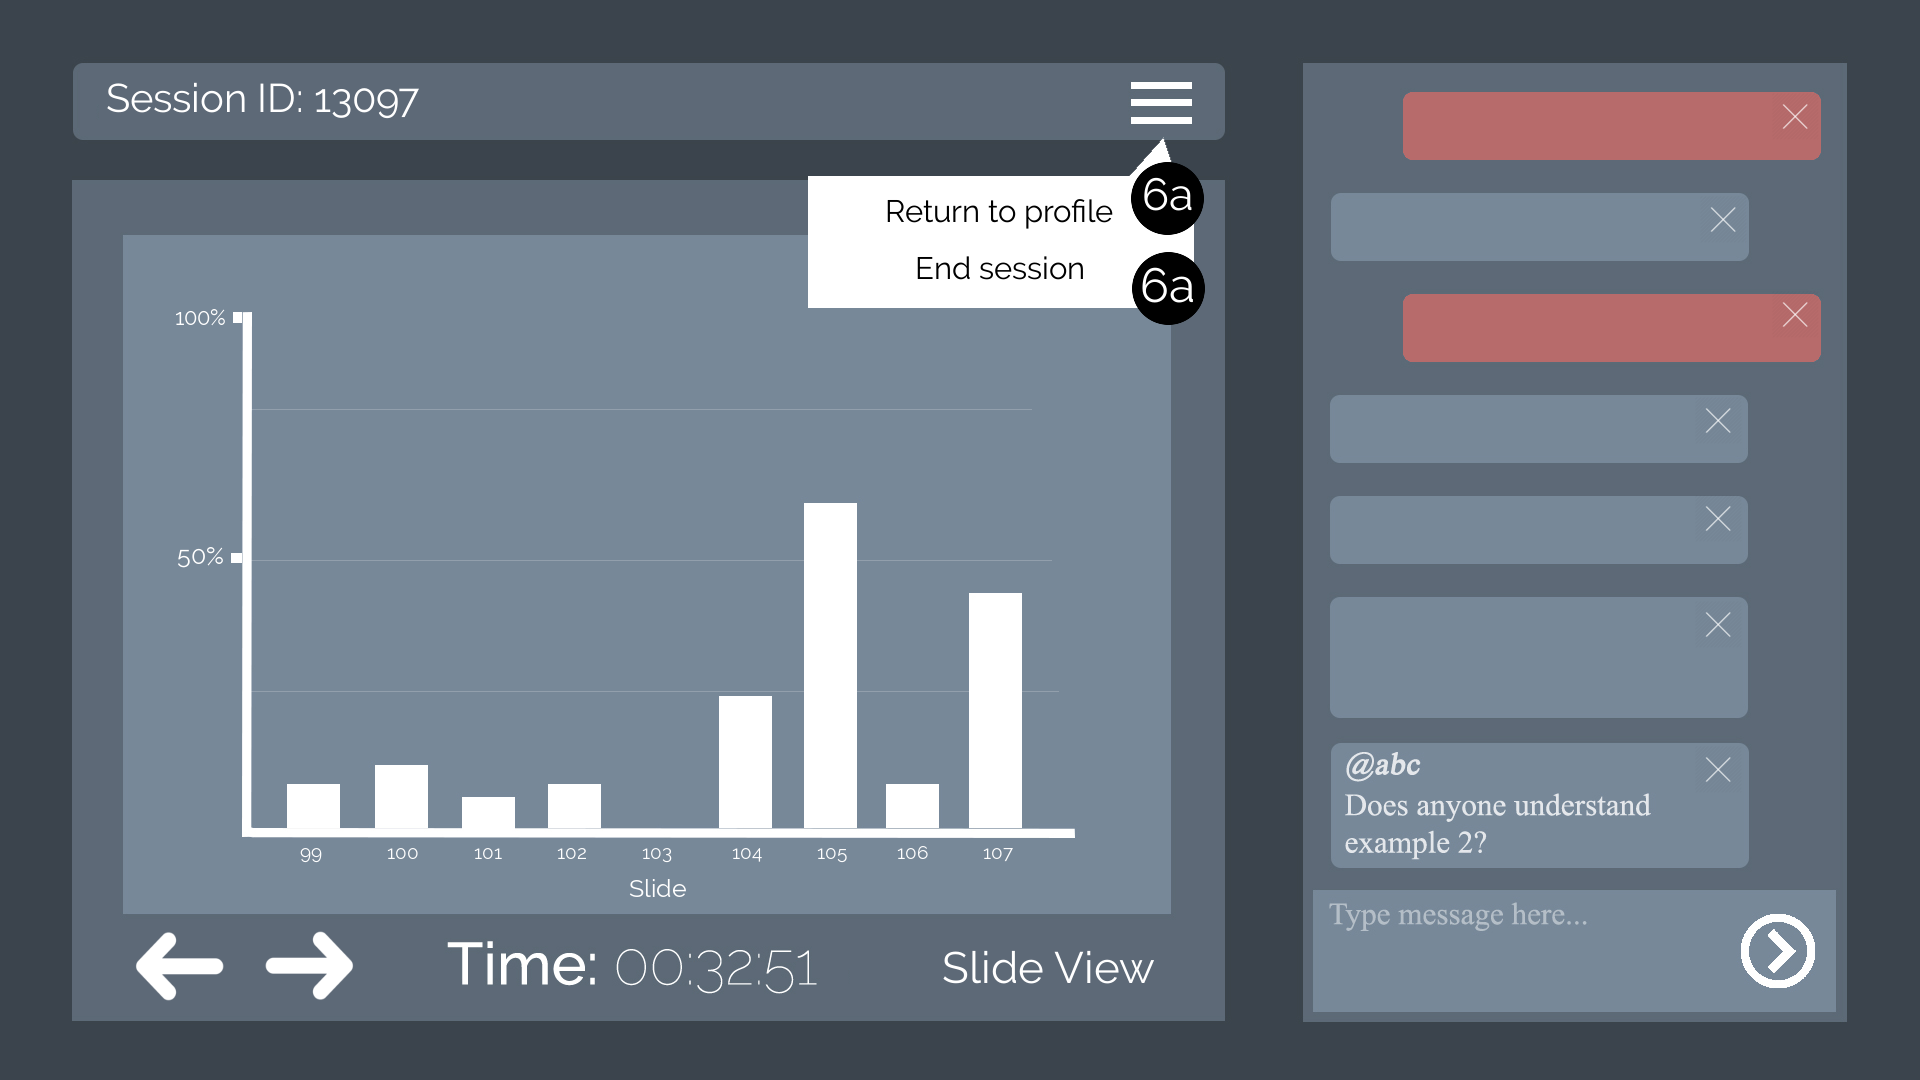 Session ID: 13097
Return to profile
6a
End session
6a
100%
50%
99 100 101 102 103 104 105 106 107
Slide
Time: 00:32:51
Slide View
@abc
Does anyone understand
example 2?
Type message here...